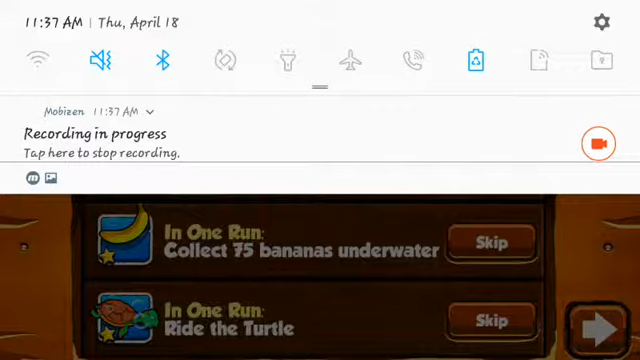 11:37 AM | Thu, April 18
Mobizen 11:37 AM
Recording in progress
Tap here to stop recording.
In One Run:
Collect 75 bananas underwater
Skip
In One Run:
Ride the Turtle
Skip